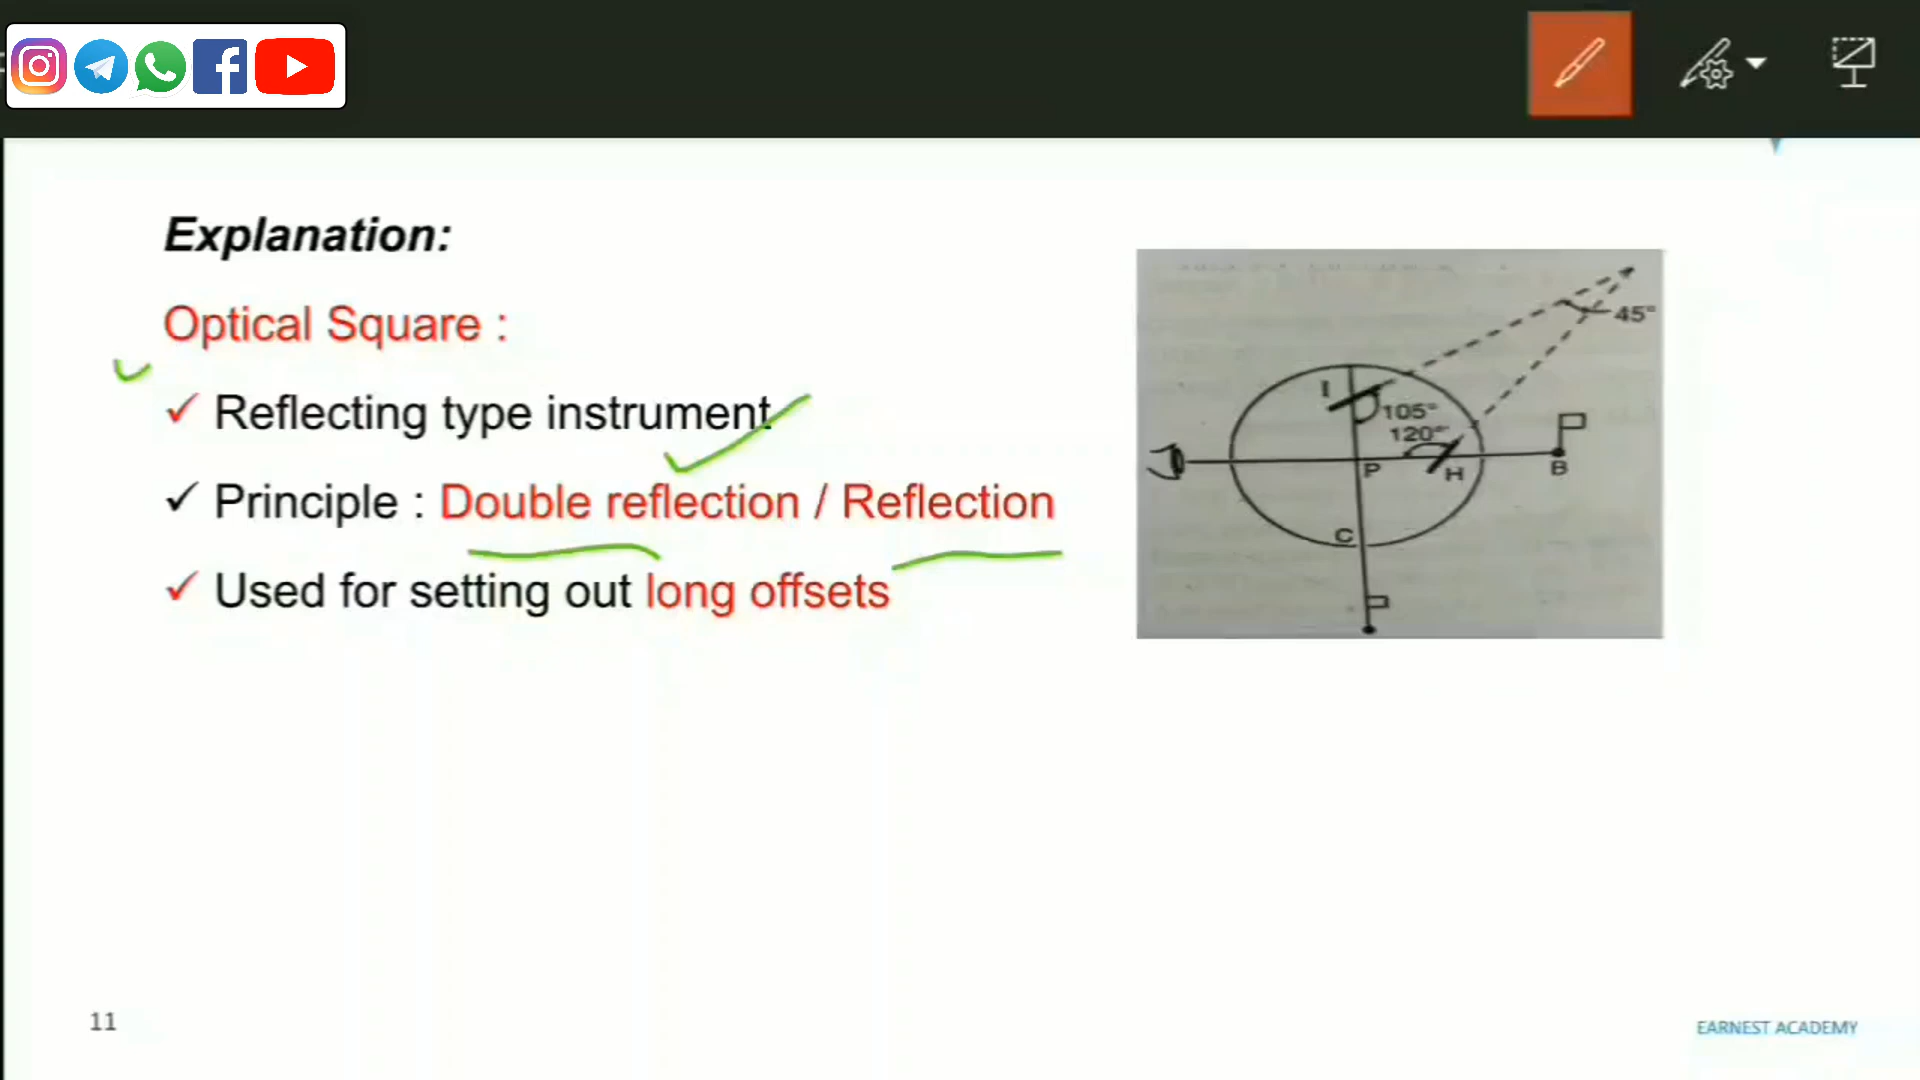 Explanation:
Optical Square :
✓ Reflecting type instrument
✓ Principle : Double reflection / Reflection
✓ Used for setting out long offsets
45°
I
105°
120°
P
H
B
C
11
EARNEST ACADEMY